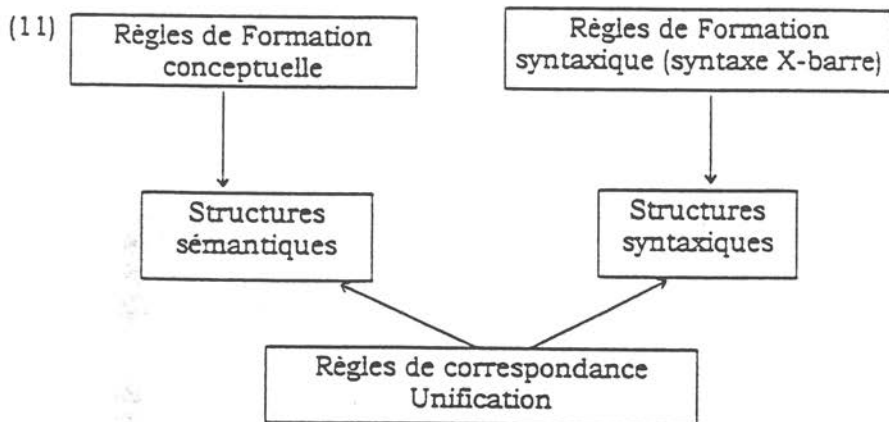 (11)
Règles de Formation
conceptuelle
Règles de Formation
syntaxique (syntaxe X-barre)
Structures
sémantiques
Structures
syntaxiques
Règles de correspondance
Unification